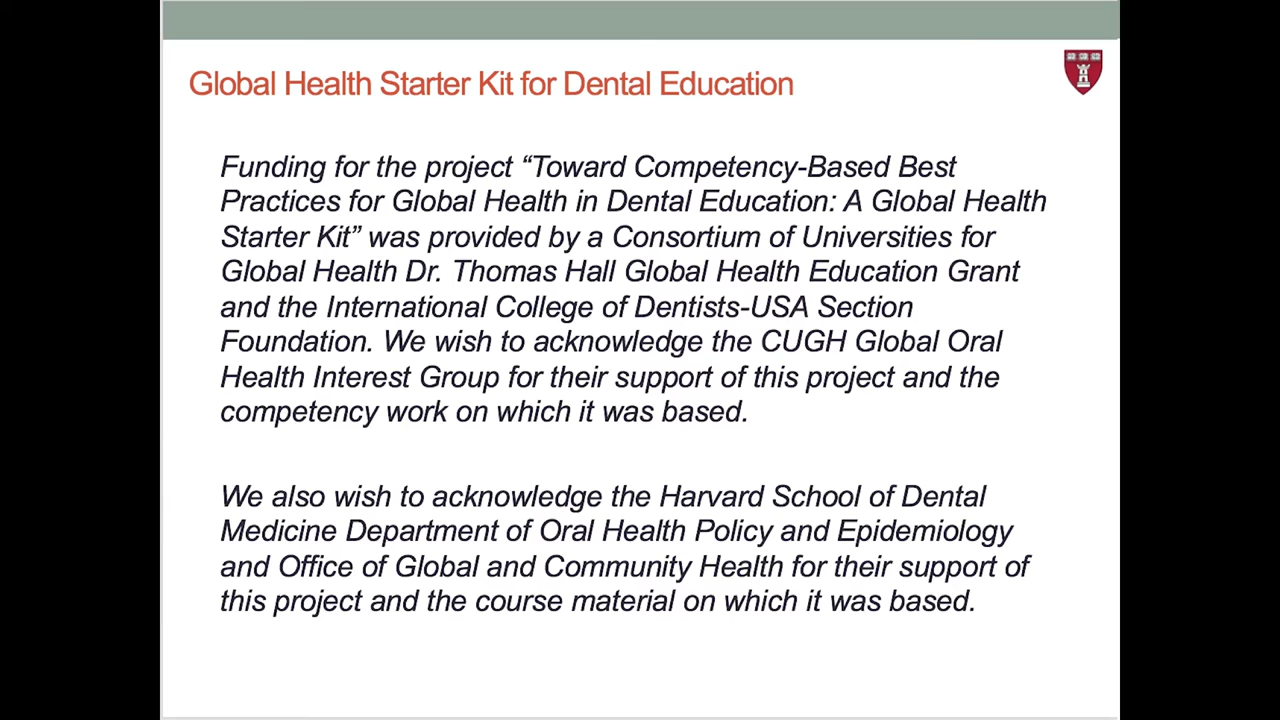 Global Health Starter Kit for Dental Education
Funding for the project “Toward Competency-Based Best
Practices for Global Health in Dental Education: A Global Health
Starter Kit” was provided by a Consortium of Universities for
Global Health Dr. Thomas Hall Global Health Education Grant
and the International College of Dentists-USA Section
Foundation. We wish to acknowledge the CUGH Global Oral
Health Interest Group for their support of this project and the
competency work on which it was based.
We also wish to acknowledge the Harvard School of Dental
Medicine Department of Oral Health Policy and Epidemiology
and Office of Global and Community Health for their support of
this project and the course material on which it was based.